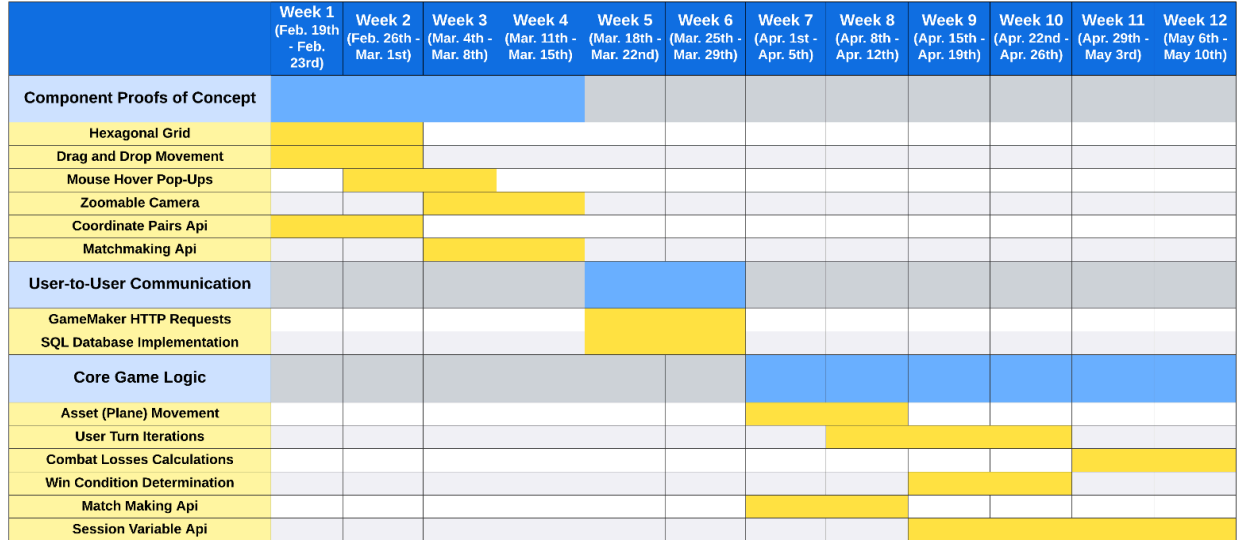 Week 1
(Feb. 19th
- Feb.
23rd)
Week 2
(Feb. 26th -
Mar. 1st)
Week 3
(Mar. 4th -
Mar. 8th)
Week 4
(Mar. 11th -
Mar. 15th)
Week 5
(Mar. 18th -
Mar. 22nd)
Week 6
(Mar. 25th -
Mar. 29th)
Week 7
(Apr. 1st -
Apr. 5th)
Week 8
(Apr. 8th -
Apr. 12th)
Week 9
(Apr. 15th -
Apr. 19th)
Week 10
(Apr. 22nd -
Apr. 26th)
Week 11
(Apr. 29th -
May 3rd)
Week 12
(May 6th -
May 10th)
Component Proofs of Concept
Hexagonal Grid
Drag and Drop Movement
Mouse Hover Pop-Ups
Zoomable Camera
Coordinate Pairs Api
Matchmaking Api
User-to-User Communication
GameMaker HTTP Requests
SQL Database Implementation
Core Game Logic
Asset (Plane) Movement
User Turn Iterations
Combat Losses Calculations
Win Condition Determination
Match Making Api
Session Variable Api